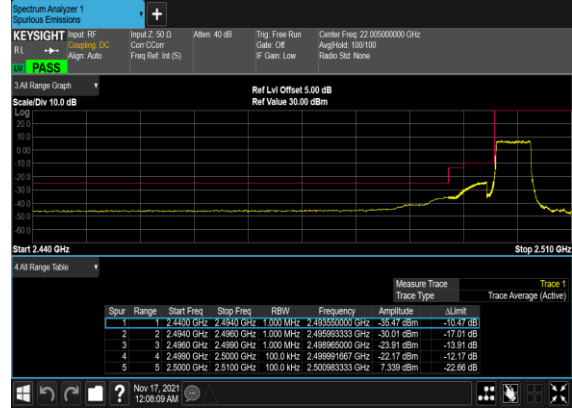 Spectrum Analyzer 1
Spurious Emissions
KEYSIGHT Input: RF Input Z: 50 Ω Atten: 40 dB Trig: Free Run Center Freq: 22.005000000 GHz
RL Coupling: DC Corr CCorr Gate: Off Avg|Hold: 100/100
Align: Auto Freq Ref: Int (S) IF Gain: Low Radio Std: None
PASS
3 All Range Graph
Ref Lvl Offset 5.00 dB
Scale/Div 10.0 dB Ref Value 30.00 dBm
Log
20.0
10.0
0.00
-10.0
-20.0
-30.0
-40.0
-50.0
-60.0
Start 2.440 GHz Stop 2.510 GHz
4 All Range Table
Measure Trace Trace 1
Trace Type Trace Average (Active)
Spur Range Start Freq Stop Freq RBW Frequency Amplitude ΔLimit
1 1 2.4400 GHz 2.4940 GHz 1.000 MHz 2.493550000 GHz -35.47 dBm -10.47 dB
2 2 2.4940 GHz 2.4960 GHz 1.000 MHz 2.495993333 GHz -30.01 dBm -17.01 dB
3 3 2.4960 GHz 2.4990 GHz 1.000 MHz 2.498965000 GHz -23.91 dBm -13.91 dB
4 4 2.4990 GHz 2.5000 GHz 100.0 kHz 2.499991667 GHz -22.17 dBm -12.17 dB
5 5 2.5000 GHz 2.5100 GHz 100.0 kHz 2.500983333 GHz 7.339 dBm -22.66 dB
Nov 17, 2021
12:08:09 AM